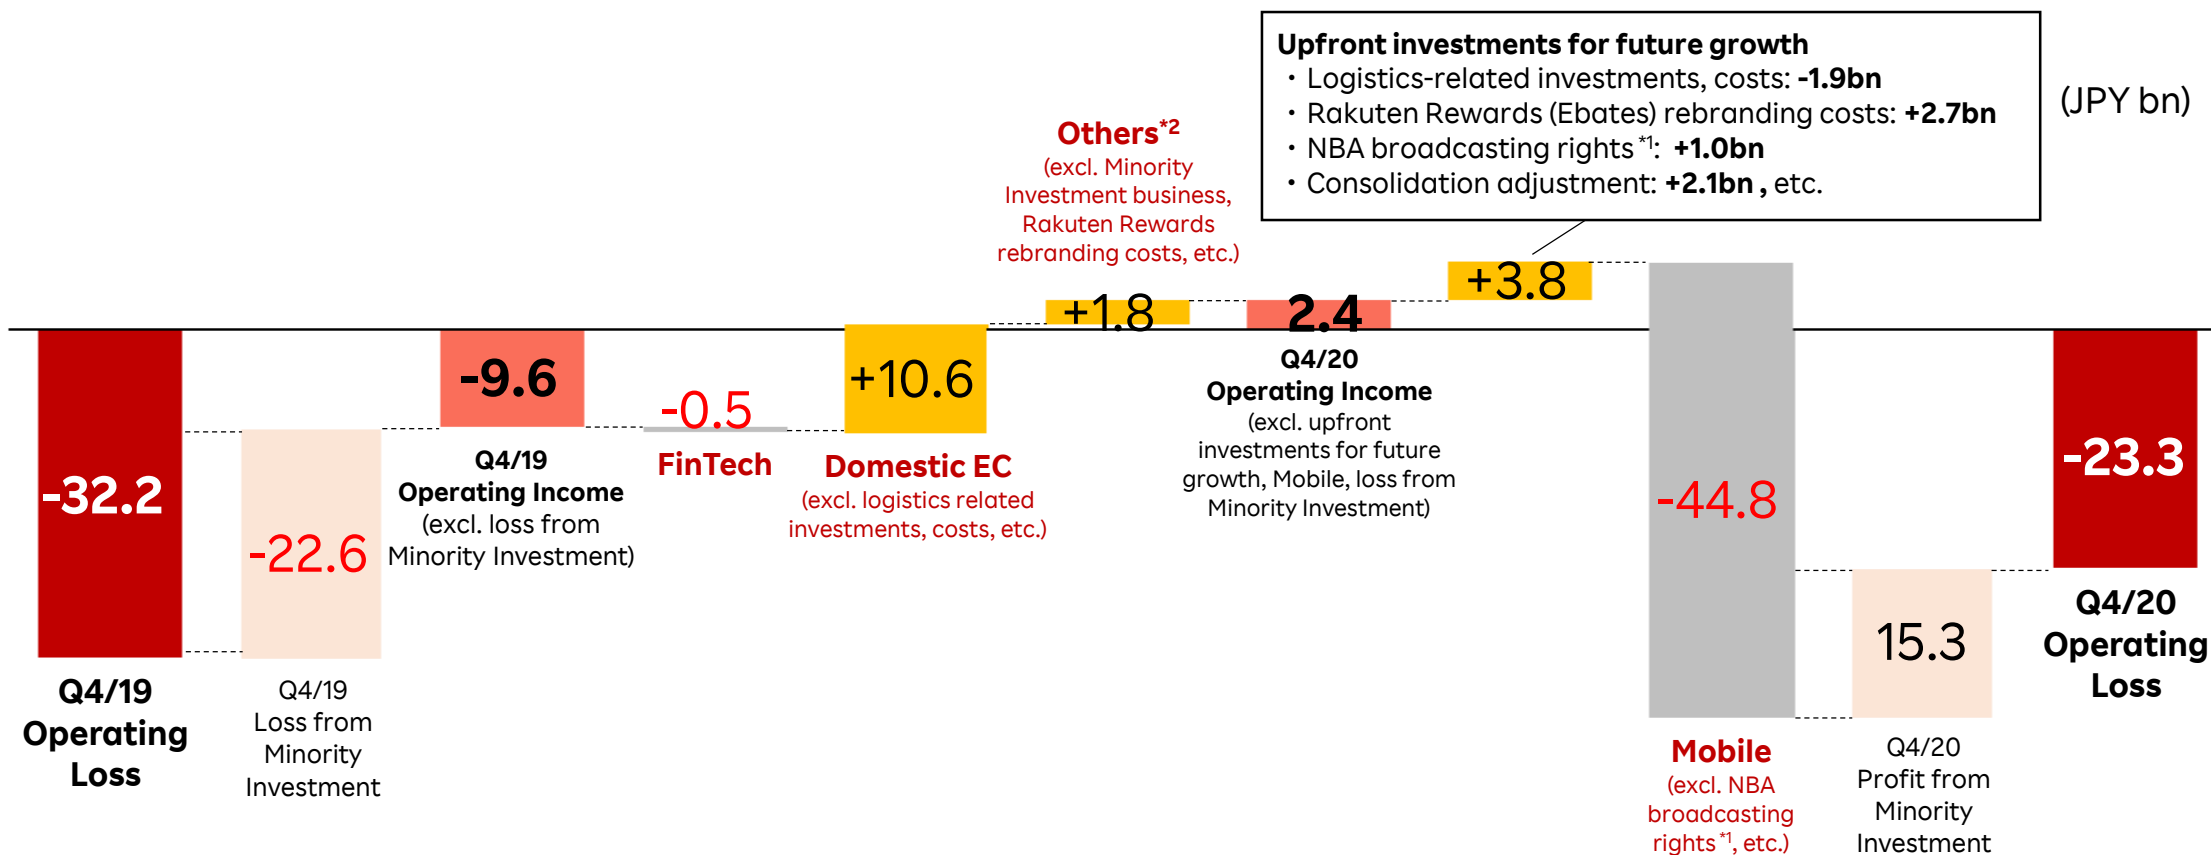 Upfront investments for future growth
・Logistics-related investments, costs: -1.9bn
・Rakuten Rewards (Ebates) rebranding costs: +2.7bn
・NBA broadcasting rights *1: +1.0bn
・Consolidation adjustment: +2.1bn , etc.
(JPY bn)
Others*2
(excl. Minority
Investment business,
Rakuten Rewards
rebranding costs, etc.)
-32.2
Q4/19
Operating
Loss
-22.6
Q4/19
Loss from
Minority
Investment
-9.6
Q4/19
Operating Income
(excl. loss from
Minority Investment)
-0.5
FinTech
+10.6
Domestic EC
(excl. logistics related
investments, costs, etc.)
+1.8
2.4
Q4/20
Operating Income
(excl. upfront
investments for future
growth, Mobile, loss from
Minority Investment)
+3.8
-44.8
Mobile
(excl. NBA
broadcasting
rights *1, etc.)
15.3
Q4/20
Profit from
Minority
Investment
-23.3
Q4/20
Operating
Loss